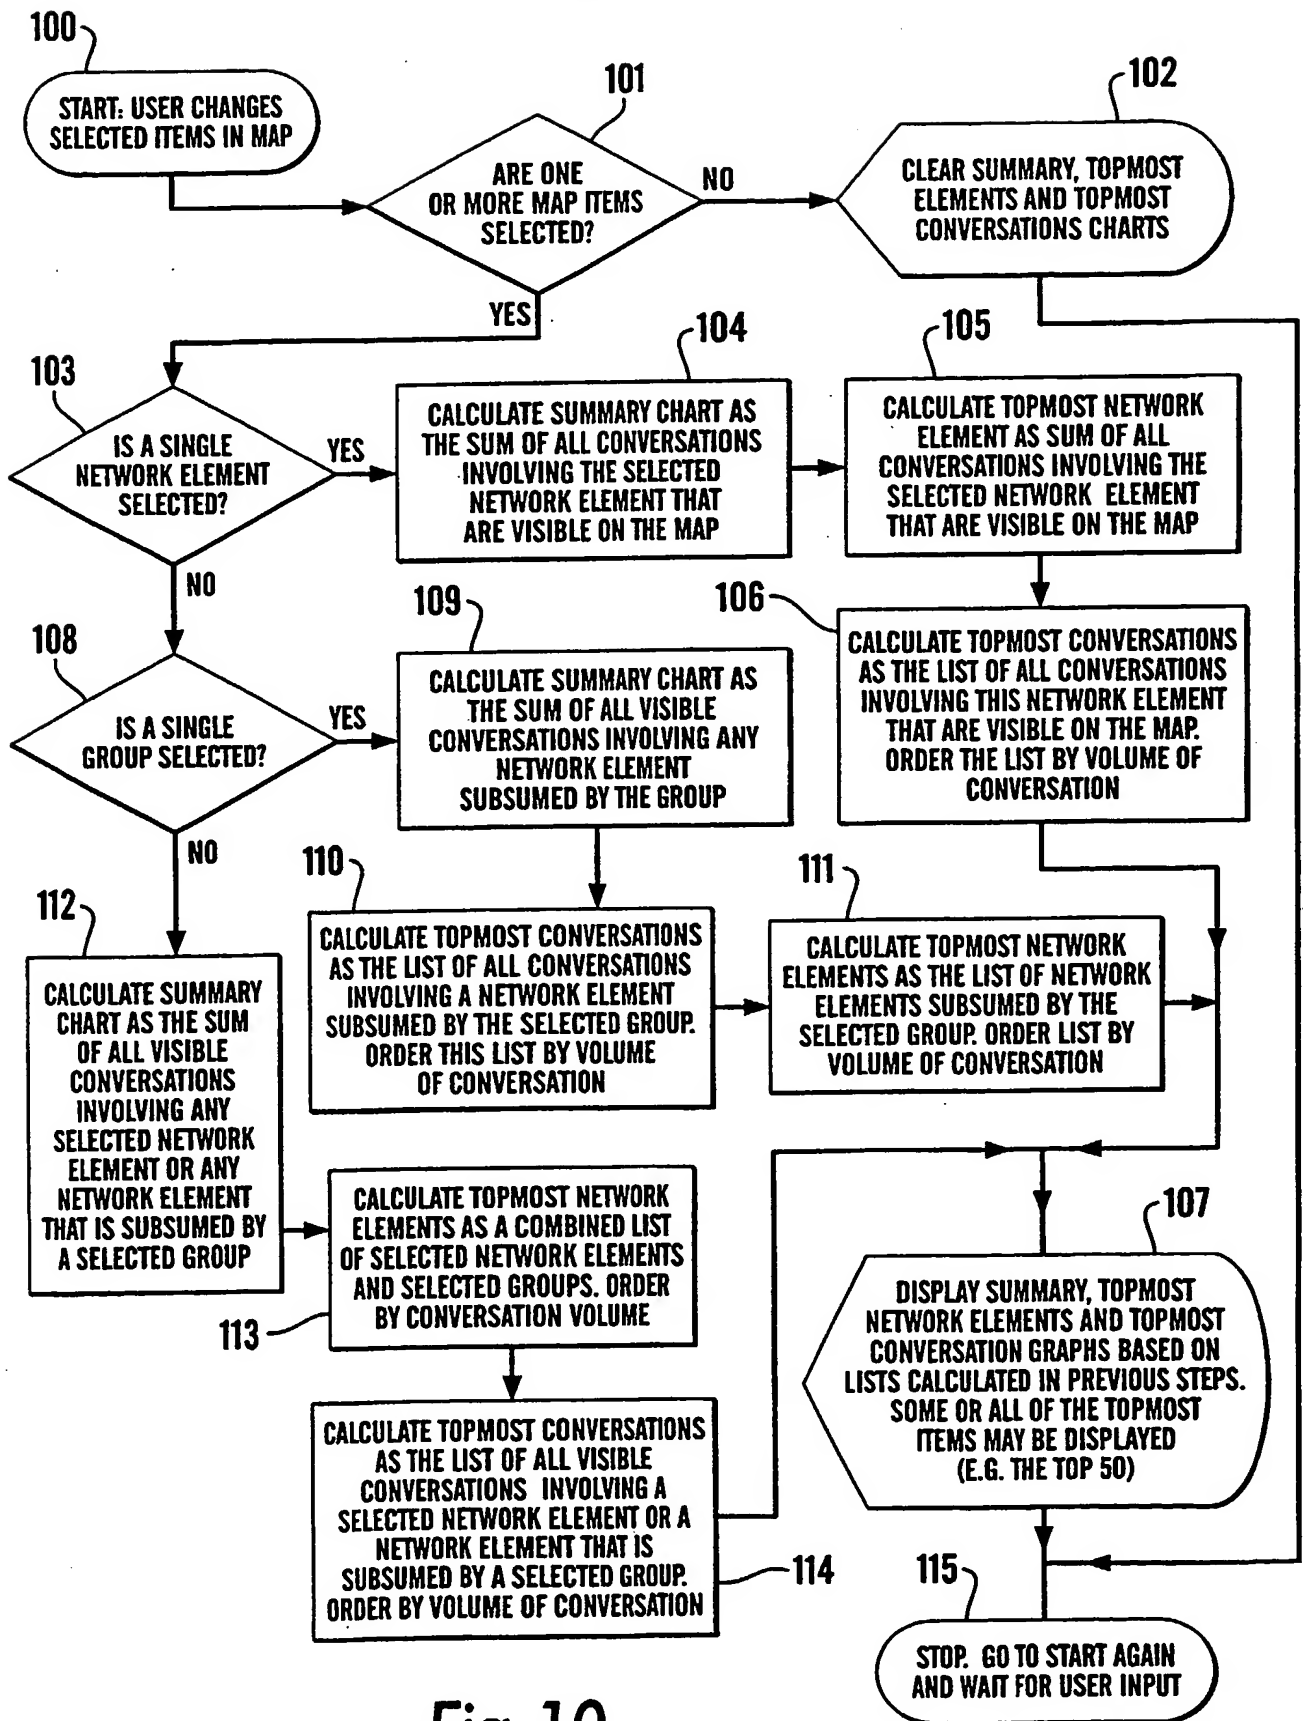 100
START: USER CHANGES
SELECTED ITEMS IN MAP
101
ARE ONE
OR MORE MAP ITEMS
SELECTED?
NO
102
CLEAR SUMMARY, TOPMOST
ELEMENTS AND TOPMOST
CONVERSATIONS CHARTS
YES
103
IS A SINGLE
NETWORK ELEMENT
SELECTED?
YES
104
CALCULATE SUMMARY CHART AS
THE SUM OF ALL CONVERSATIONS
INVOLVING THE SELECTED
NETWORK ELEMENT THAT
ARE VISIBLE ON THE MAP
105
CALCULATE TOPMOST NETWORK
ELEMENT AS SUM OF ALL
CONVERSATIONS INVOLVING THE
SELECTED NETWORK ELEMENT
THAT ARE VISIBLE ON THE MAP
NO
106
CALCULATE TOPMOST CONVERSATIONS
AS THE LIST OF ALL CONVERSATIONS
INVOLVING THIS NETWORK ELEMENT
THAT ARE VISIBLE ON THE MAP.
ORDER THE LIST BY VOLUME OF
CONVERSATION
108
IS A SINGLE
GROUP SELECTED?
YES
109
CALCULATE SUMMARY CHART AS
THE SUM OF ALL VISIBLE
CONVERSATIONS INVOLVING ANY
NETWORK ELEMENT
SUBSUMED BY THE GROUP
NO
110
CALCULATE TOPMOST CONVERSATIONS
AS THE LIST OF ALL CONVERSATIONS
INVOLVING A NETWORK ELEMENT
SUBSUMED BY THE SELECTED GROUP.
ORDER THIS LIST BY VOLUME
OF CONVERSATION
111
CALCULATE TOPMOST NETWORK
ELEMENTS AS THE LIST OF NETWORK
ELEMENTS SUBSUMED BY THE
SELECTED GROUP. ORDER LIST BY
VOLUME OF CONVERSATION
112
CALCULATE SUMMARY
CHART AS THE SUM
OF ALL VISIBLE
CONVERSATIONS
INVOLVING ANY
SELECTED NETWORK
ELEMENT OR ANY
NETWORK ELEMENT
THAT IS SUBSUMED BY
A SELECTED GROUP
CALCULATE TOPMOST NETWORK
ELEMENTS AS A COMBINED LIST
OF SELECTED NETWORK ELEMENTS
AND SELECTED GROUPS. ORDER
BY CONVERSATION VOLUME
113
107
DISPLAY SUMMARY, TOPMOST
NETWORK ELEMENTS AND TOPMOST
CONVERSATION GRAPHS BASED ON
LISTS CALCULATED IN PREVIOUS STEPS.
SOME OR ALL OF THE TOPMOST
ITEMS MAY BE DISPLAYED
(E.G. THE TOP 50)
CALCULATE TOPMOST CONVERSATIONS
AS THE LIST OF ALL VISIBLE
CONVERSATIONS INVOLVING A
SELECTED NETWORK ELEMENT OR A
NETWORK ELEMENT THAT IS
SUBSUMED BY A SELECTED GROUP.
ORDER BY VOLUME OF CONVERSATION
114
115
STOP. GO TO START AGAIN
AND WAIT FOR USER INPUT
Fig. 10